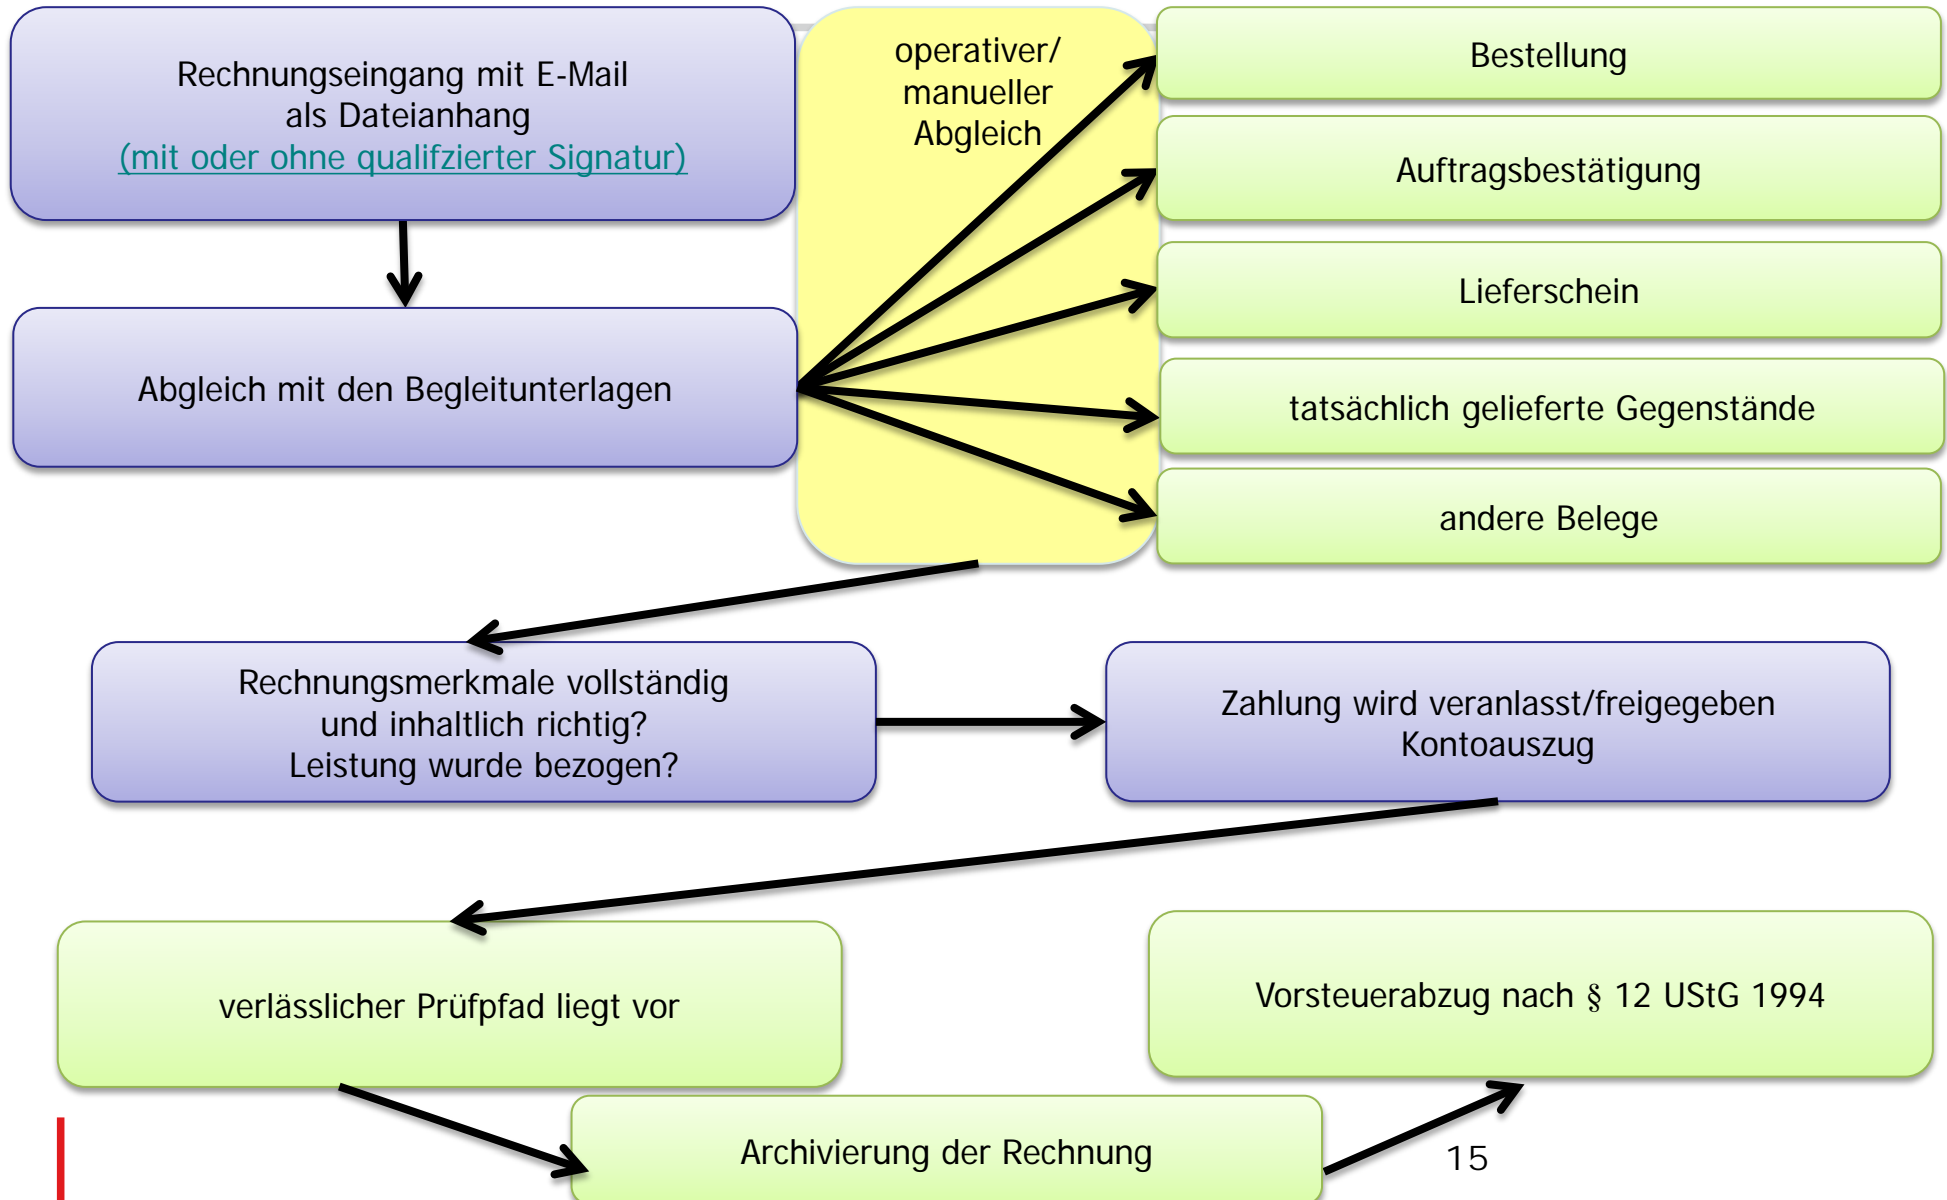 Rechnungseingang mit E-Mail
als Dateianhang
(mit oder ohne qualifzierter Signatur)
operativer/
manueller
Abgleich
Bestellung
Auftragsbestätigung
Lieferschein
Abgleich mit den Begleitunterlagen
tatsächlich gelieferte Gegenstände
andere Belege
Rechnungsmerkmale vollständig
und inhaltlich richtig?
Leistung wurde bezogen?
Zahlung wird veranlasst/freigegeben
Kontoauszug
verlässlicher Prüfpfad liegt vor
Vorsteuerabzug nach § 12 UStG 1994
Archivierung der Rechnung
15